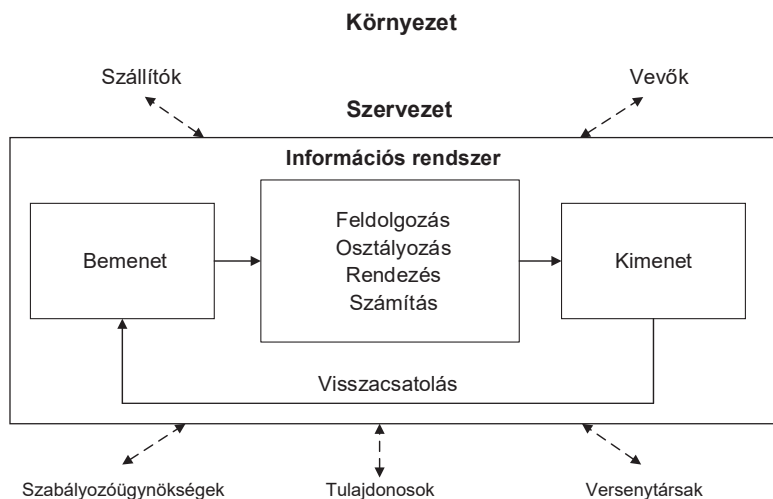 Környezet
Szállítók
Vevők
Szervezet
Információs rendszer
Bemenet
Feldolgozás
Osztályozás
Rendezés
Számítás
Kimenet
Visszacsatolás
Szabályozóügynökségek
Tulajdonosok
Versenytársak